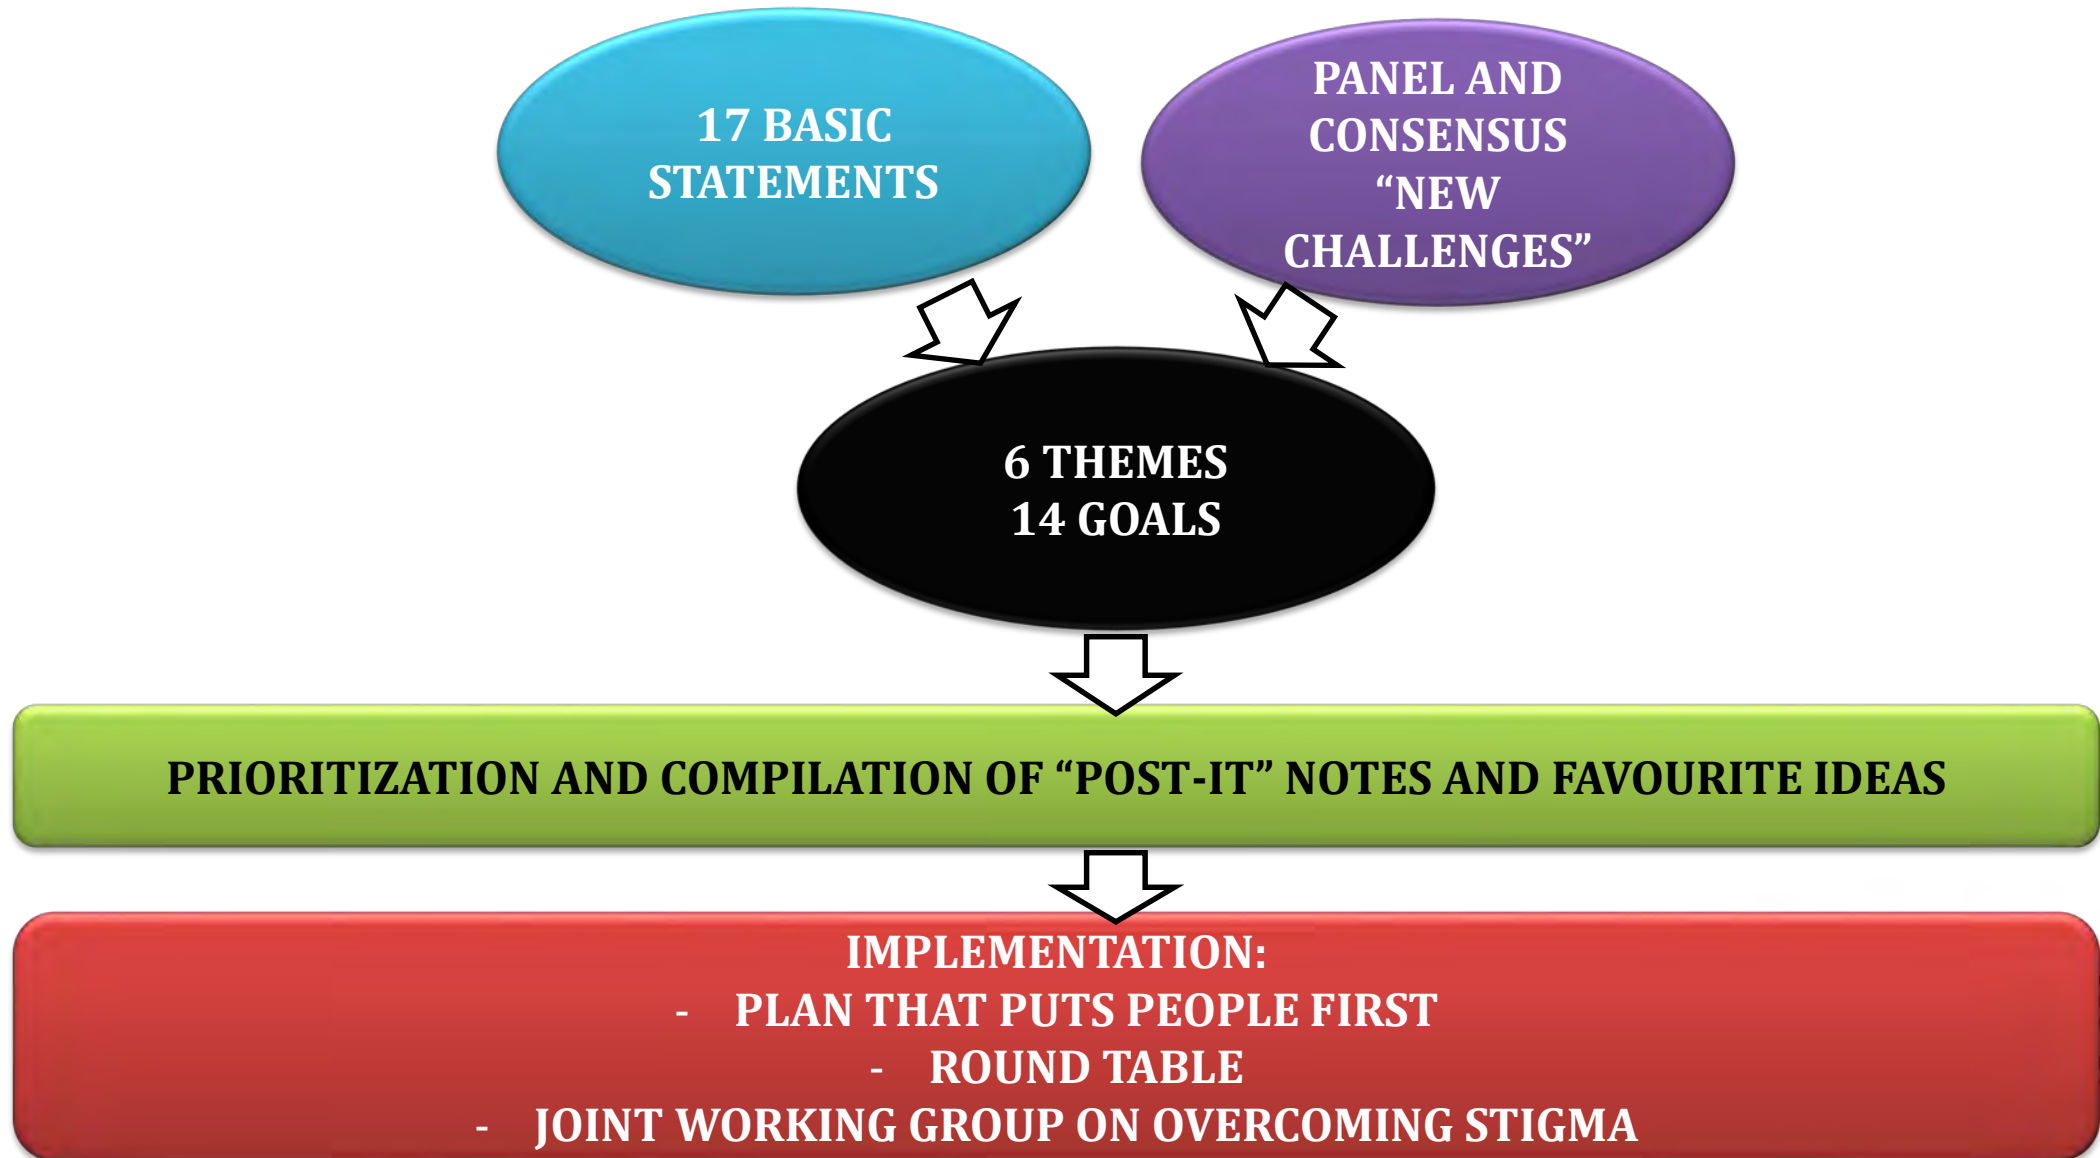 17 BASIC
STATEMENTS
PANEL AND
CONSENSUS
“NEW
CHALLENGES”
6 THEMES
14 GOALS
PRIORITIZATION AND COMPILATION OF “POST-IT” NOTES AND FAVOURITE IDEAS
IMPLEMENTATION:
- PLAN THAT PUTS PEOPLE FIRST
- ROUND TABLE
- JOINT WORKING GROUP ON OVERCOMING STIGMA